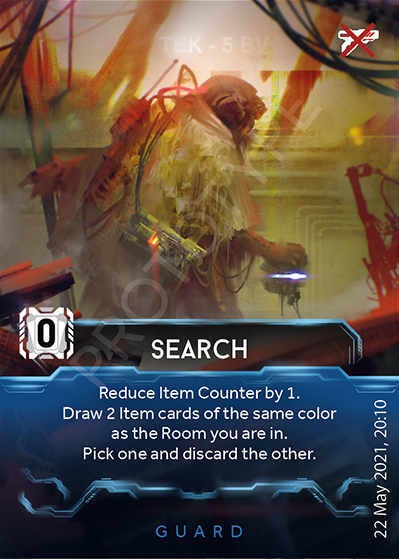 TEK - 5 BV
PROTOTYPE
0
SEARCH
Reduce Item Counter by 1.
Draw 2 Item cards of the same color
as the Room you are in.
Pick one and discard the other.
22 May 2021, 20:10
GUARD